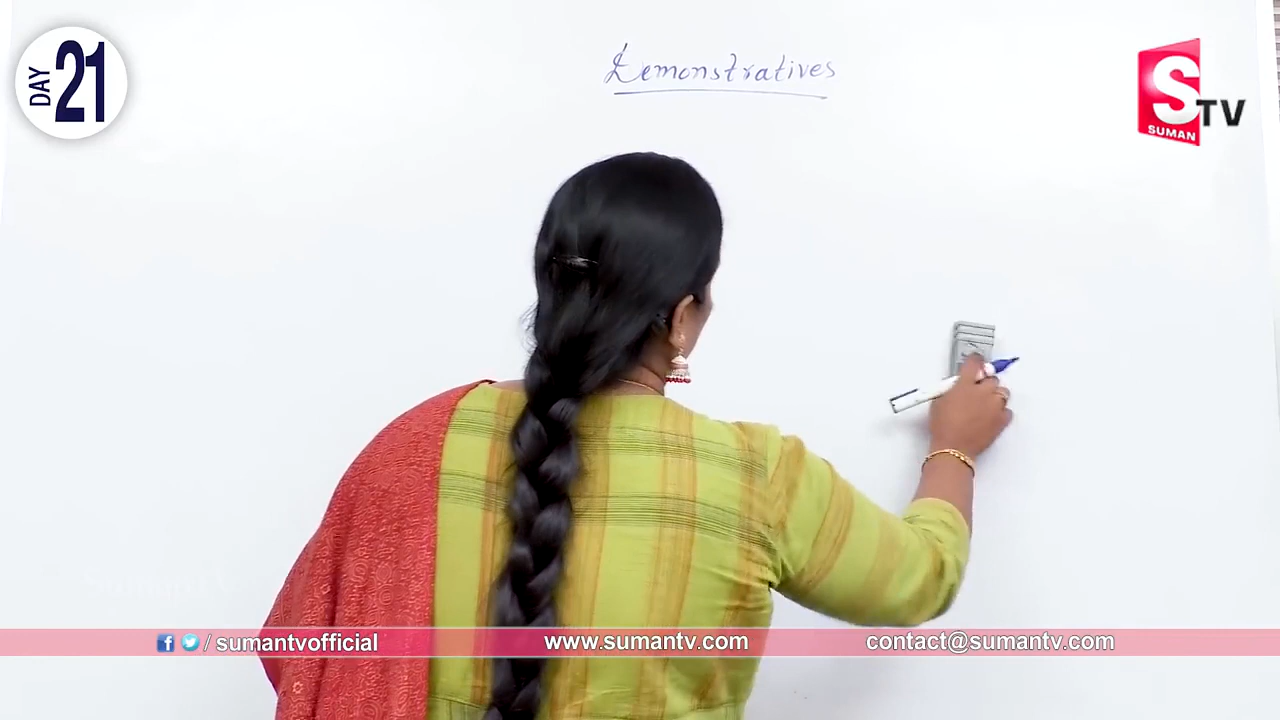 DAY 21
Demonstratives
S TV
SUMAN
/ sumantvofficial
www.sumantv.com
contact@sumantv.com